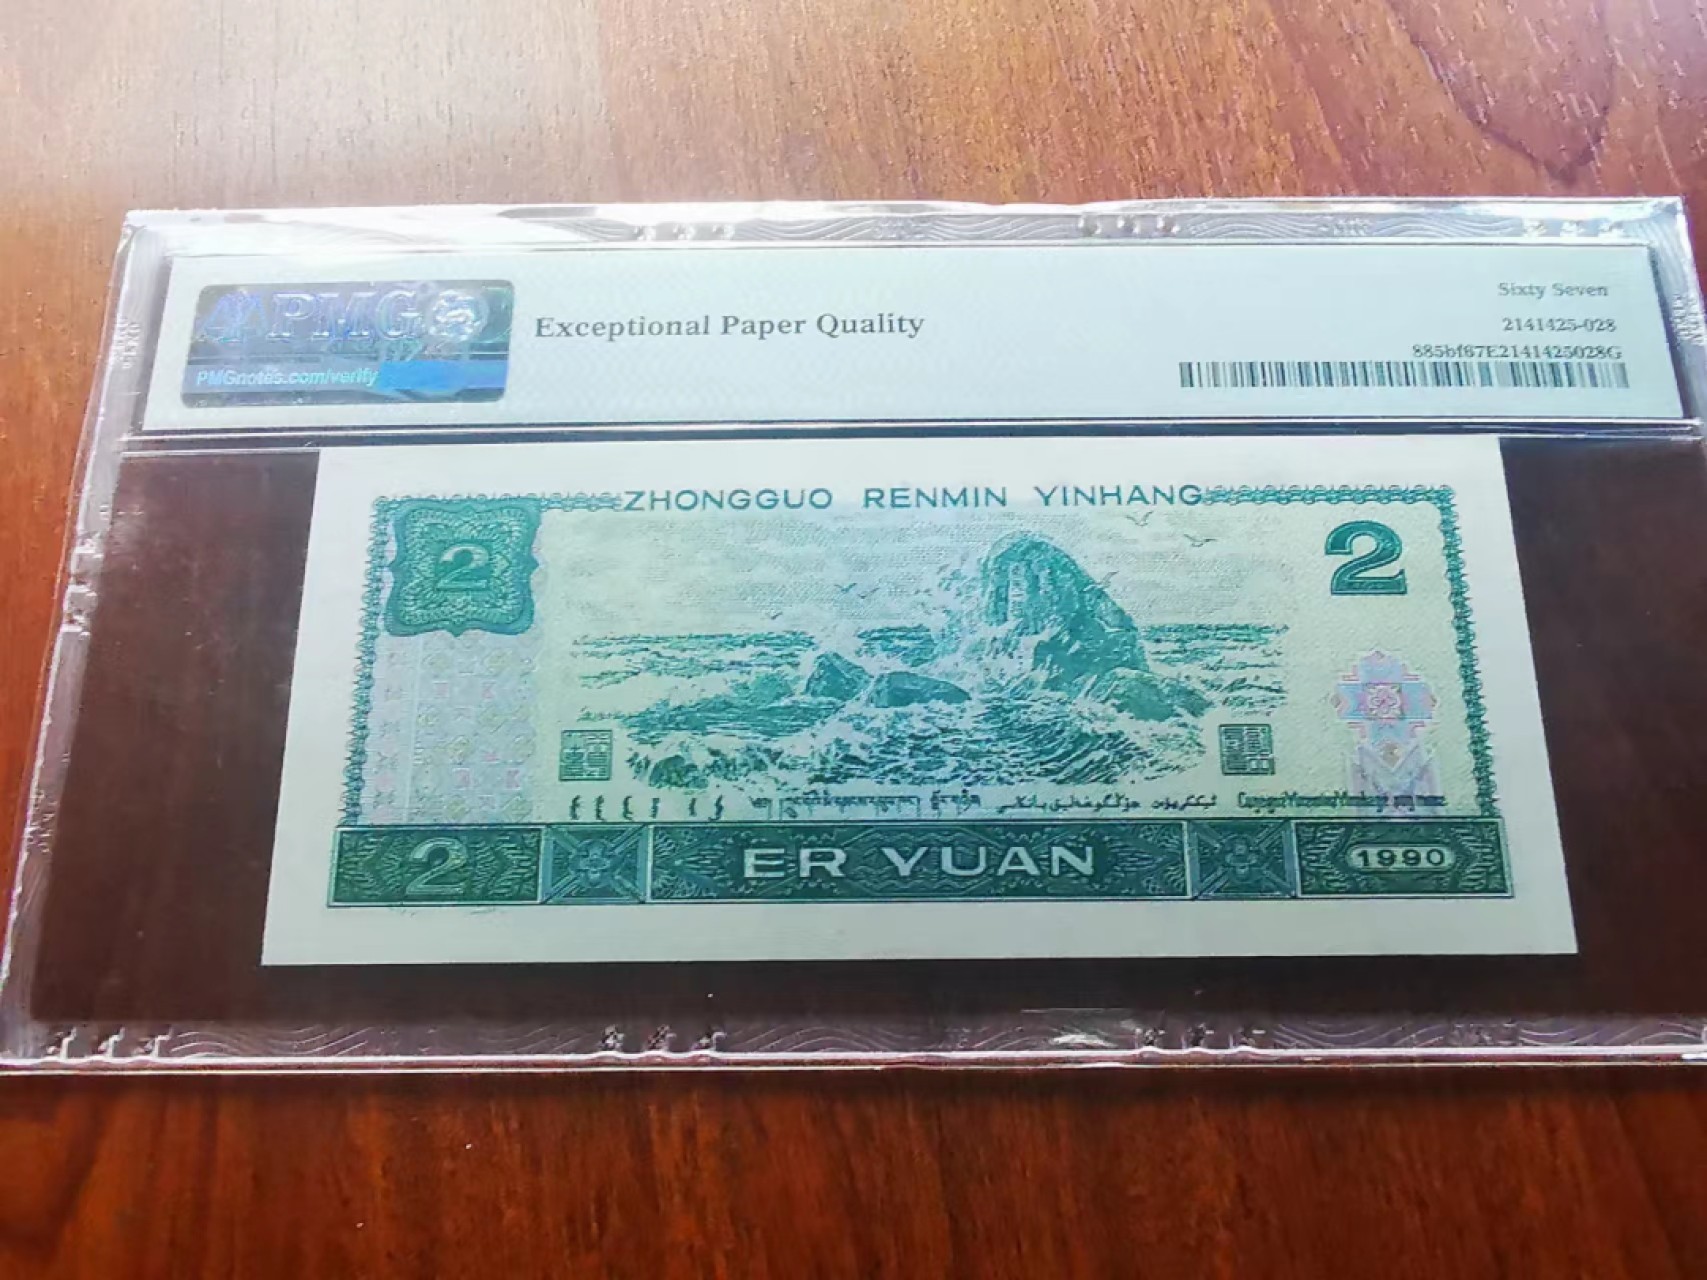 PMG
PMGnotes.com/verify
Exceptional Paper Quality
Sixty Seven
2141425-028
885bf67E2141425028G
ZHONGGUO RENMIN YINHANG
2
2
2
ER YUAN
1990